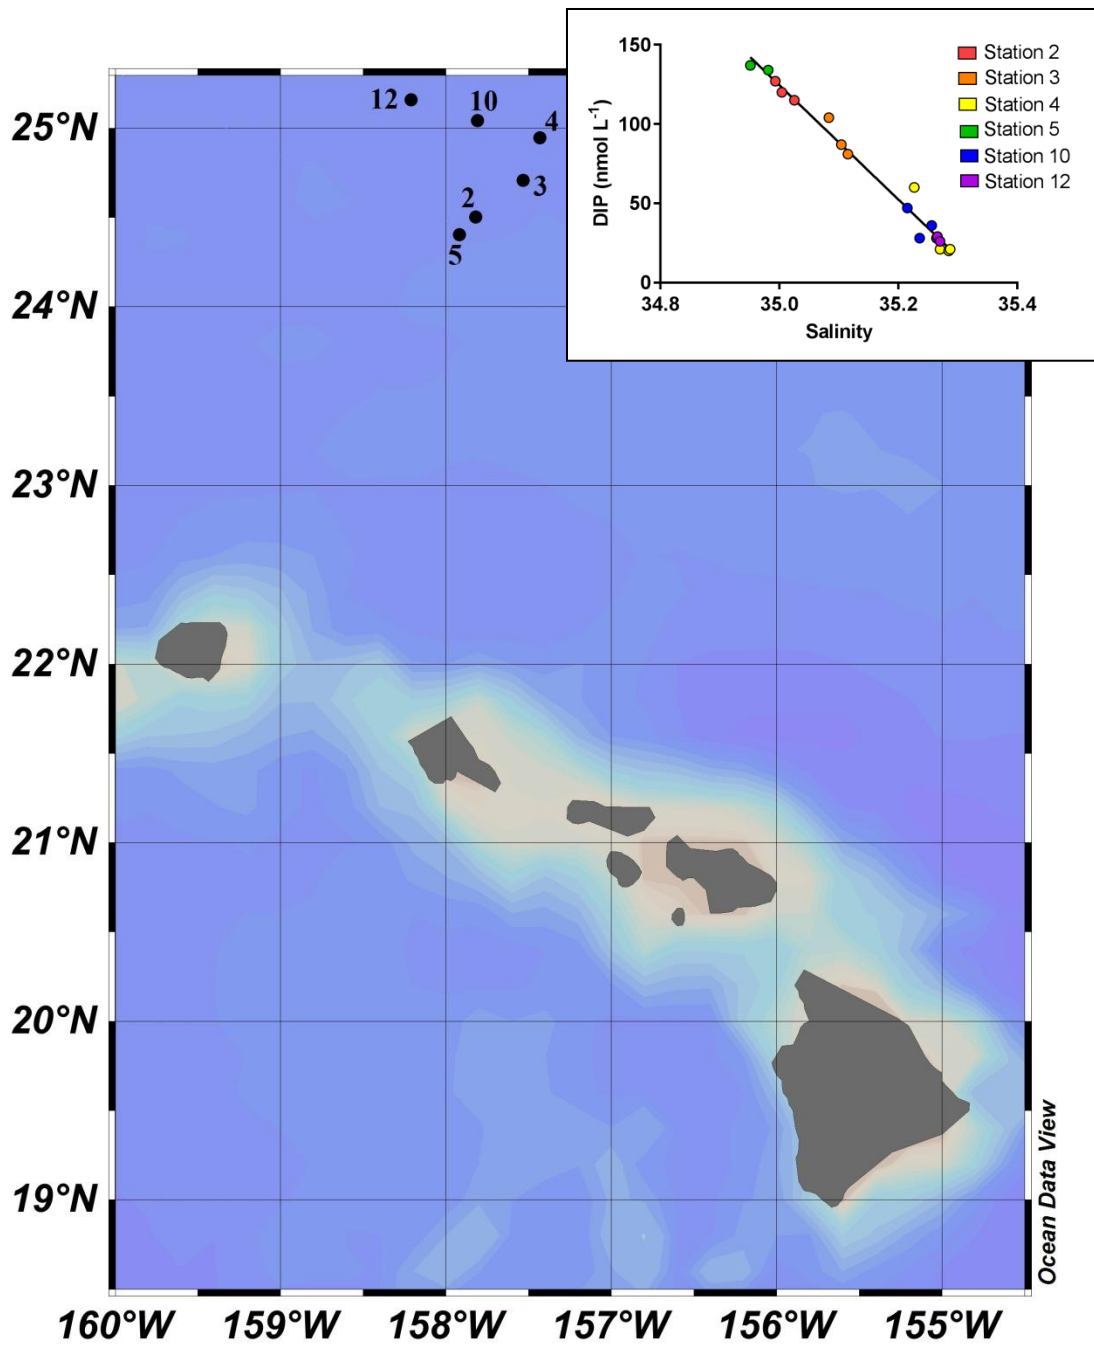 150
100
50
0
DIP (nmol L⁻¹)
34.8 35.0 35.2 35.4
Salinity
Station 2
Station 3
Station 4
Station 5
Station 10
Station 12
12
10
4
3
2
5
25°N
24°N
23°N
22°N
21°N
20°N
19°N
160°W 159°W 158°W 157°W 156°W 155°W
Ocean Data View